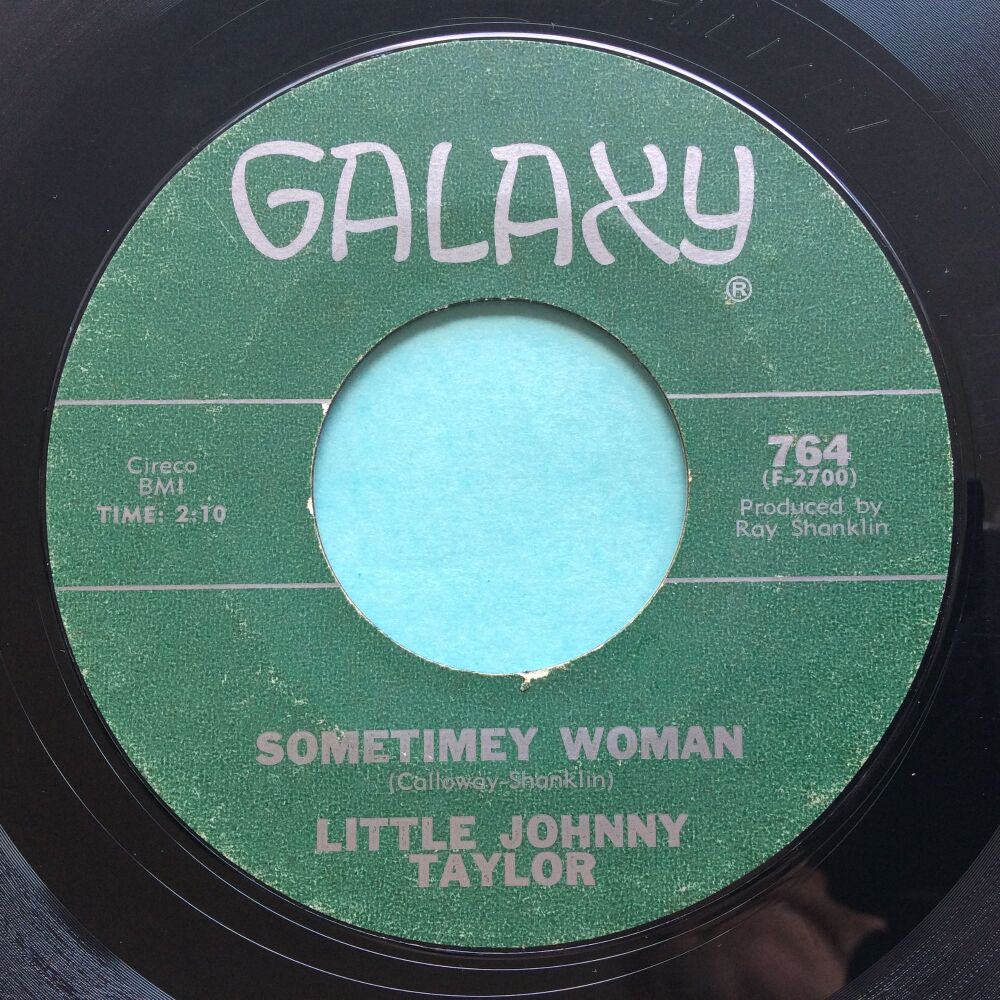 GALAXY
®
Cireco
BMI
TIME: 2:10
764
(F-2700)
Produced by
Ray Shanklin
SOMETIMEY WOMAN
(Calloway-Shanklin)
LITTLE JOHNNY
TAYLOR